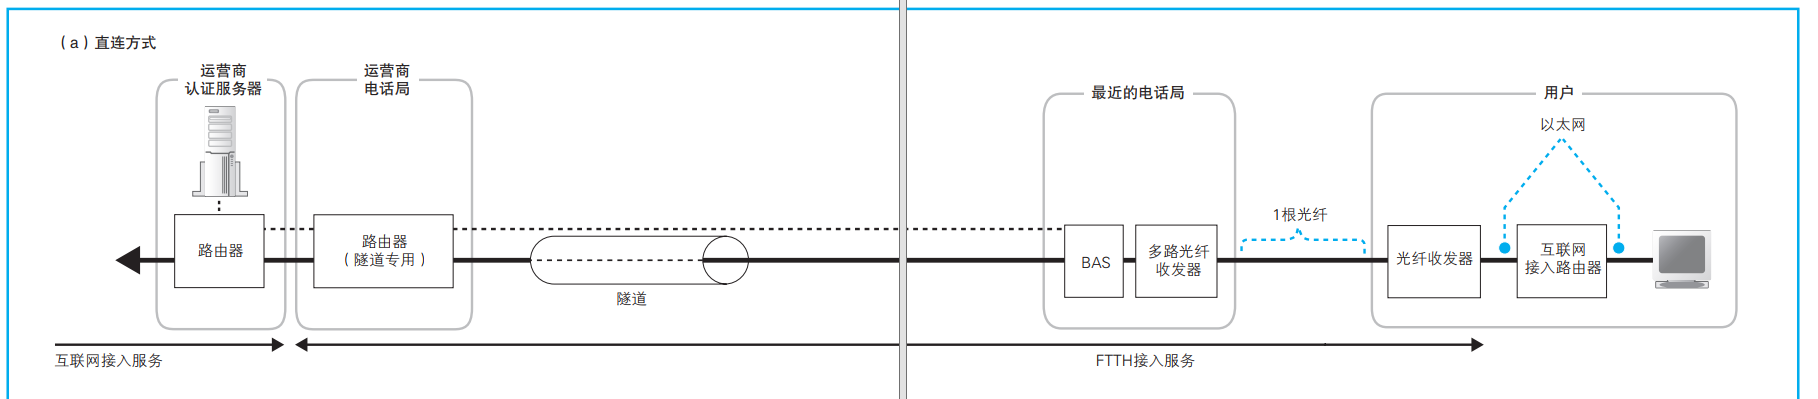 （a）直连方式
运营商
认证服务器
运营商
电话局
最近的电话局
用户
以太网
1根光纤
路由器
路由器
（隧道专用）
BAS
多路光纤
收发器
光纤收发器
互联网
接入路由器
隧道
互联网接入服务
FTTH接入服务